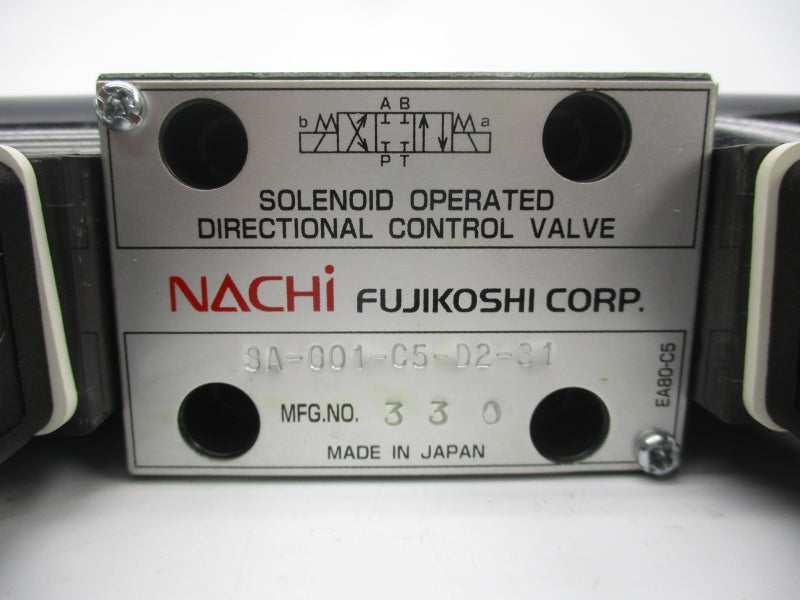 A B
b a
P T
SOLENOID OPERATED
DIRECTIONAL CONTROL VALVE
NACHi FUJIKOSHI CORP.
SA-G01-C5-D2-31
EA80-C5
MFG.NO. 3 3 0
MADE IN JAPAN